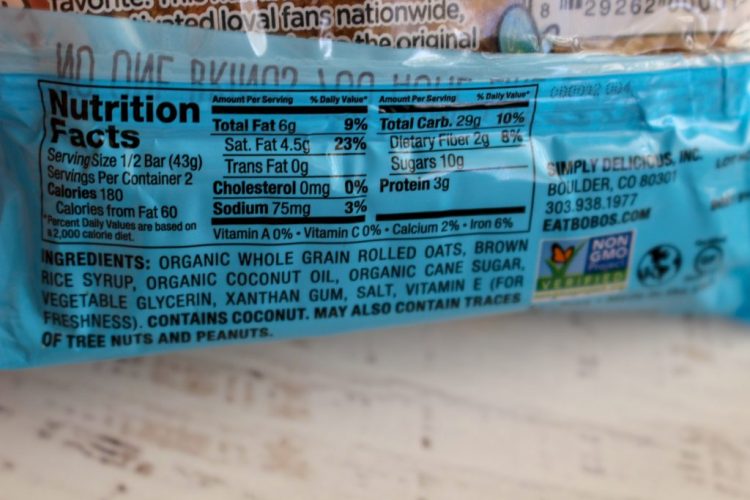 loyal fans nationwide,
the original
8 29262 0000
Nutrition
Facts
Serving Size 1/2 Bar (43g)
Servings Per Container 2
Calories 180
Calories from Fat 60
*Percent Daily Values are based on
a 2,000 calorie diet.
Amount Per Serving % Daily Value*
Total Fat 6g 9%
Sat. Fat 4.5g 23%
Trans Fat 0g
Cholesterol 0mg 0%
Sodium 75mg 3%
Amount Per Serving % Daily Value*
Total Carb. 29g 10%
Dietary Fiber 2g 8%
Sugars 10g
Protein 3g
Vitamin A 0% • Vitamin C 0% • Calcium 2% • Iron 6%
INGREDIENTS: ORGANIC WHOLE GRAIN ROLLED OATS, BROWN
RICE SYRUP, ORGANIC COCONUT OIL, ORGANIC CANE SUGAR,
VEGETABLE GLYCERIN, XANTHAN GUM, SALT, VITAMIN E (FOR
FRESHNESS). CONTAINS COCONUT. MAY ALSO CONTAIN TRACES
OF TREE NUTS AND PEANUTS.
SIMPLY DELICIOUS, INC.
BOULDER, CO 80301
303.938.1977
EATBOBOS.COM
NON
GMO
Project
VERIFIED